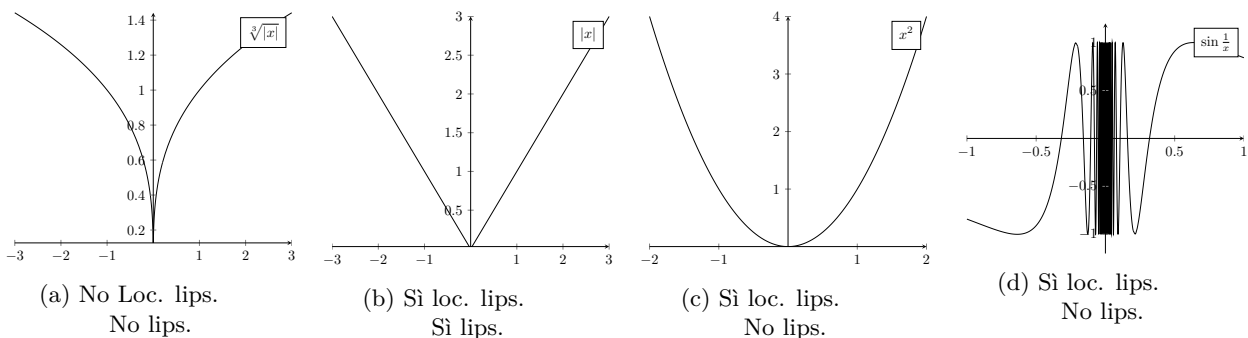 −3 −2 −1 1 2 3
0.2
0.4
0.6
0.8
1
1.2
1.4
∛|x|
(a) No Loc. lips.
No lips.
−3 −2 −1 1 2 3
0.5
1
1.5
2
2.5
3
|x|
(b) Sì loc. lips.
Sì lips.
−2 −1 1 2
1
2
3
4
x²
(c) Sì loc. lips.
No lips.
−1 −0.5 0.5 1
−1
−0.5
0.5
1
sin 1/x
(d) Sì loc. lips.
No lips.